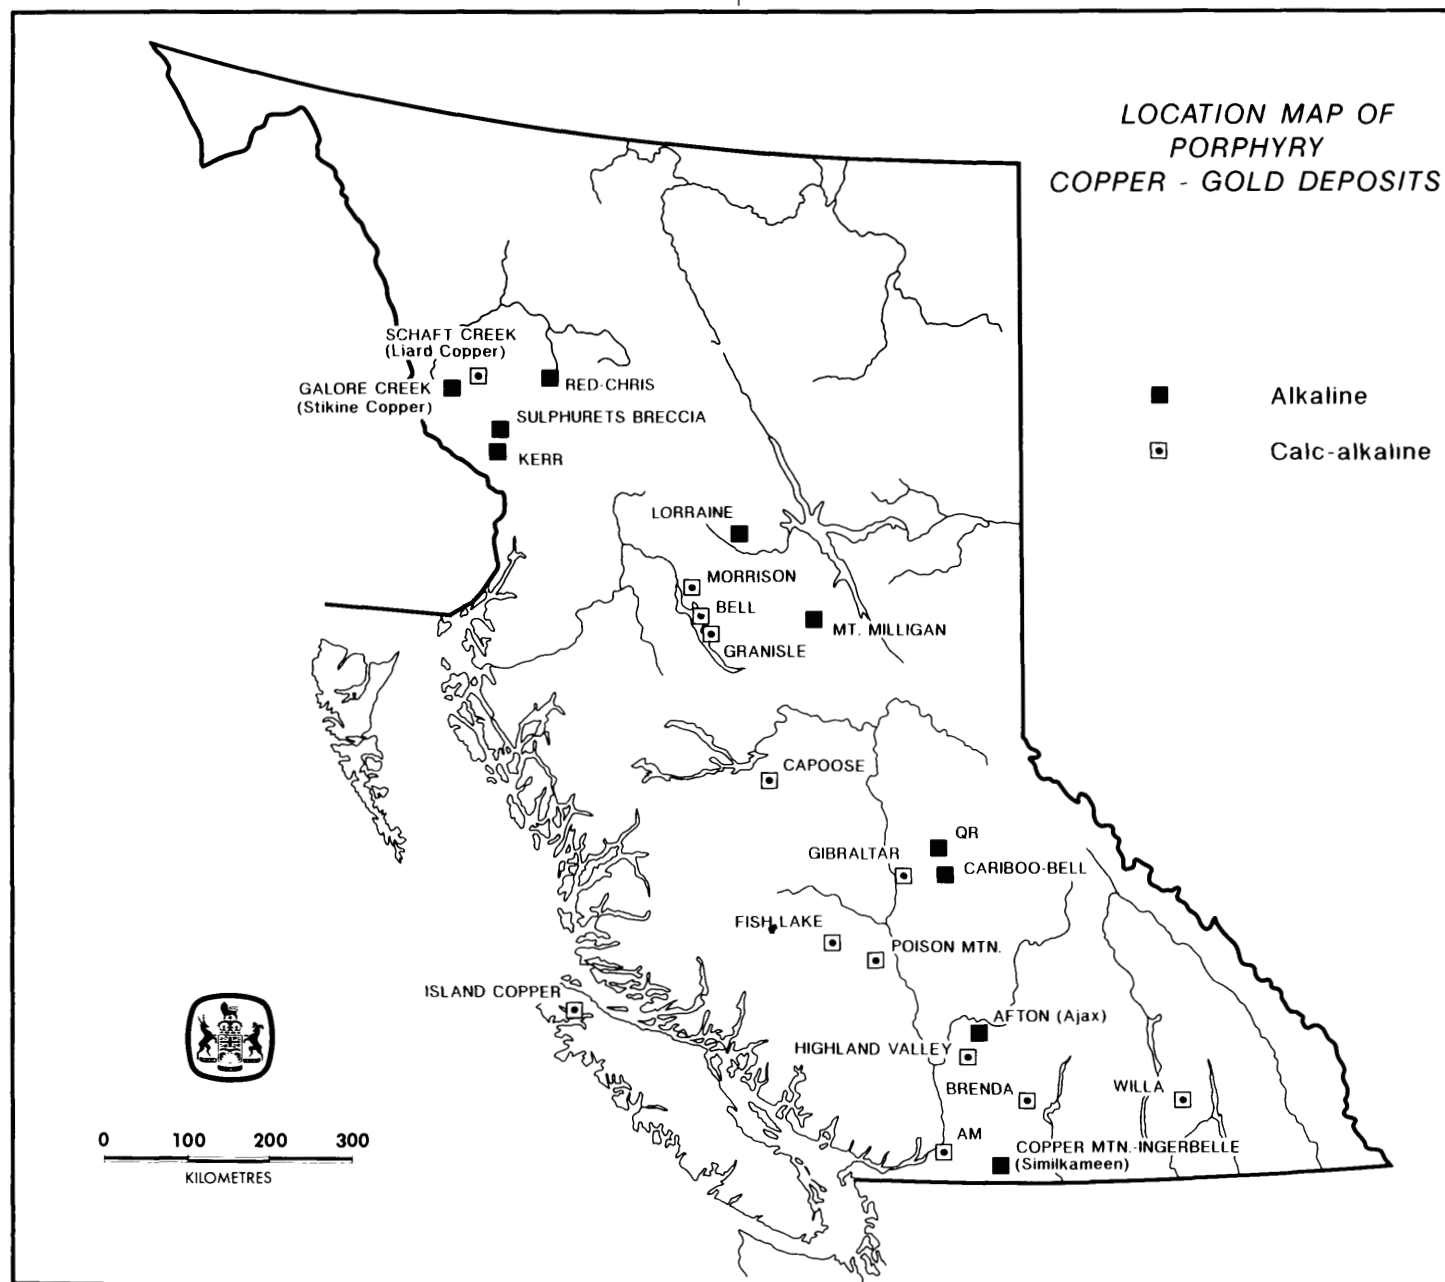 LOCATION MAP OF
PORPHYRY
COPPER - GOLD DEPOSITS
SCHAFT CREEK
(Liard Copper)
GALORE CREEK
(Stikine Copper)
RED-CHRIS
SULPHURETS BRECCIA
KERR
Alkaline
Calc-alkaline
LORRAINE
MORRISON
BELL
GRANISLE
MT. MILLIGAN
CAPOOSE
QR
GIBRALTAR
CARIBOO-BELL
FISH LAKE
POISON MTN.
ISLAND COPPER
AFTON (Ajax)
HIGHLAND VALLEY
BRENDA
WILLA
AM
COPPER MTN.-INGERBELLE
(Similkameen)
0 100 200 300
KILOMETRES